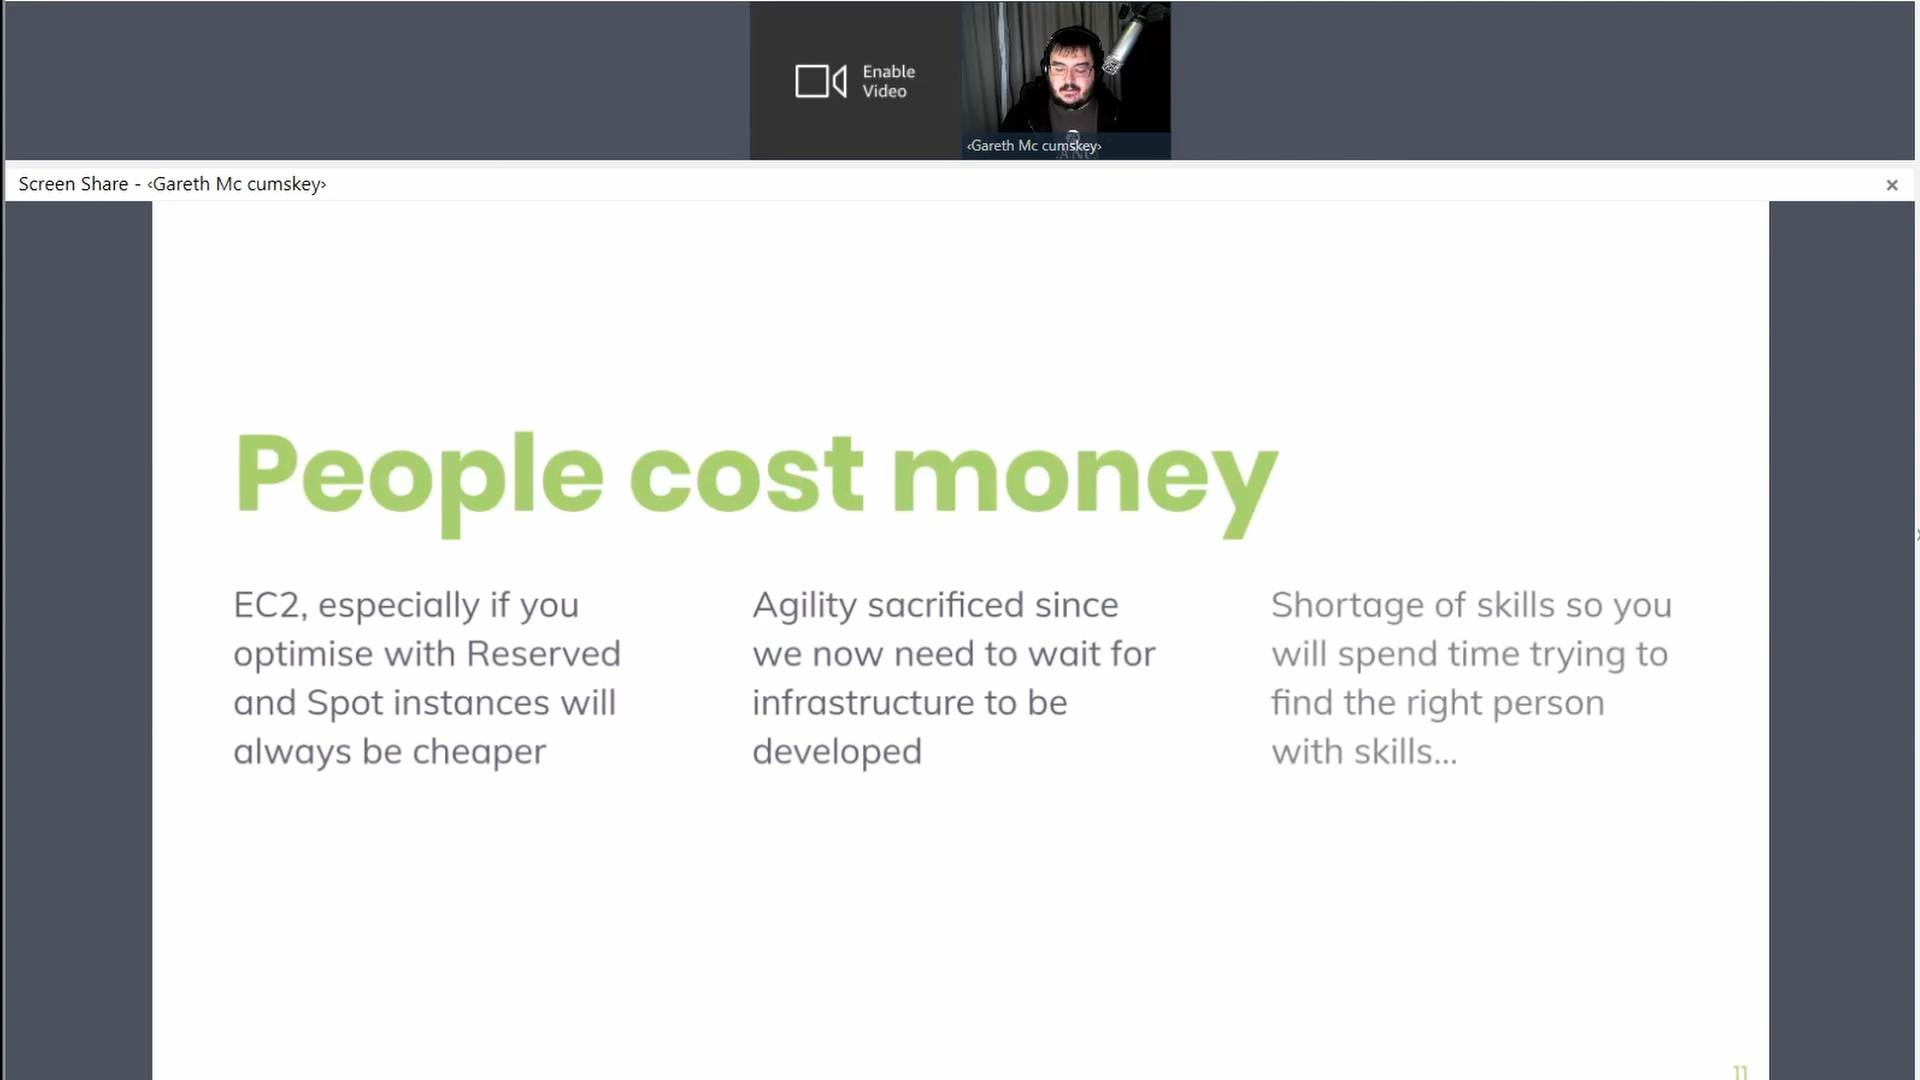 Enable
Video
‹Gareth Mc cumskey›
Screen Share - ‹Gareth Mc cumskey›
People cost money
EC2, especially if you
optimise with Reserved
and Spot instances will
always be cheaper
Agility sacrificed since
we now need to wait for
infrastructure to be
developed
Shortage of skills so you
will spend time trying to
find the right person
with skills...
11